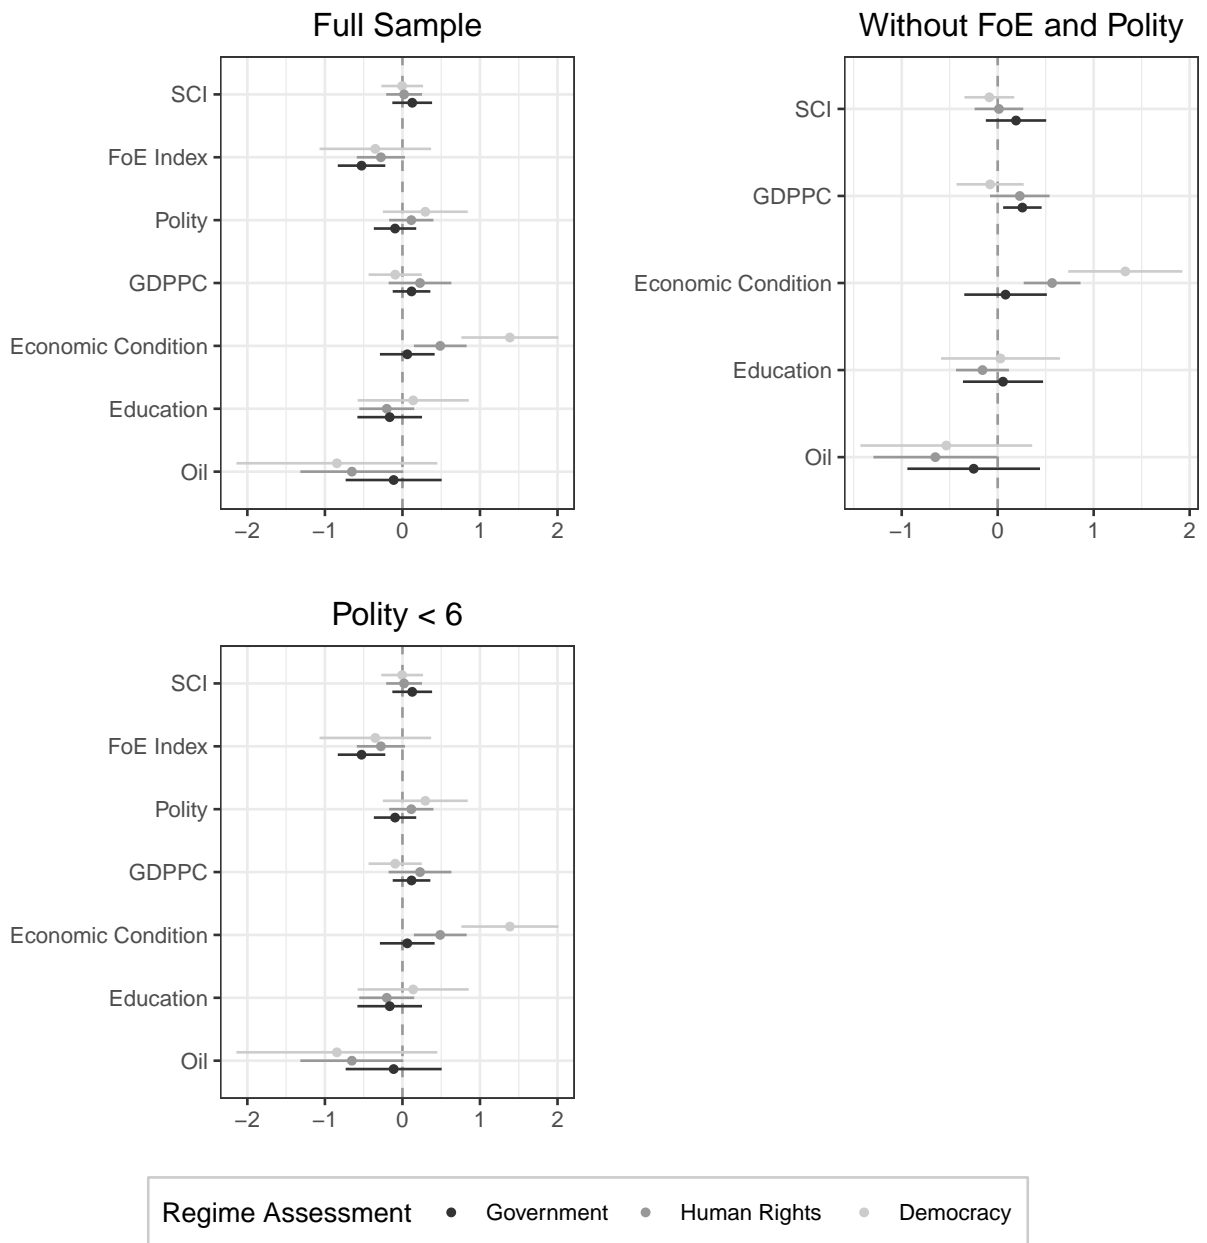 Full Sample
SCI
FoE Index
Polity
GDPPC
Economic Condition
Education
Oil
−2 −1 0 1 2
Without FoE and Polity
SCI
GDPPC
Economic Condition
Education
Oil
−1 0 1 2
Polity < 6
SCI
FoE Index
Polity
GDPPC
Economic Condition
Education
Oil
−2 −1 0 1 2
Regime Assessment Government Human Rights Democracy